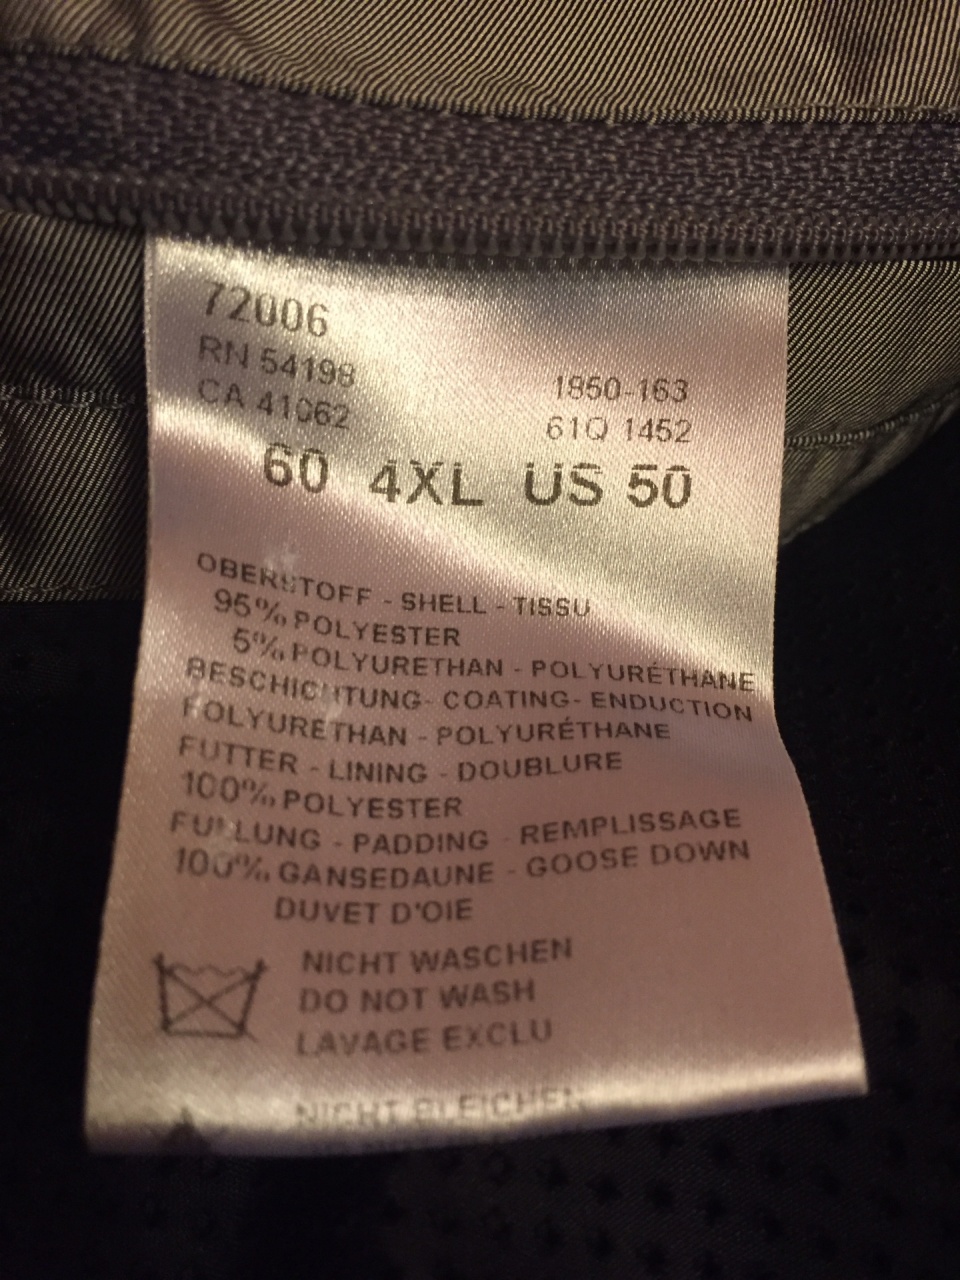 72006
RN 54198
CA 41062
1850-163
61Q 1452
60 4XL US 50
OBERSTOFF - SHELL - TISSU
95% POLYESTER
5% POLYURETHAN - POLYURÉTHANE
BESCHICHTUNG - COATING - ENDUCTION
POLYURETHAN - POLYURÉTHANE
FUTTER - LINING - DOUBLURE
100% POLYESTER
FÜLLUNG - PADDING - REMPLISSAGE
100% GANSEDAUNE - GOOSE DOWN
DUVET D'OIE
NICHT WASCHEN
DO NOT WASH
LAVAGE EXCLU
NICHT BLEICHEN